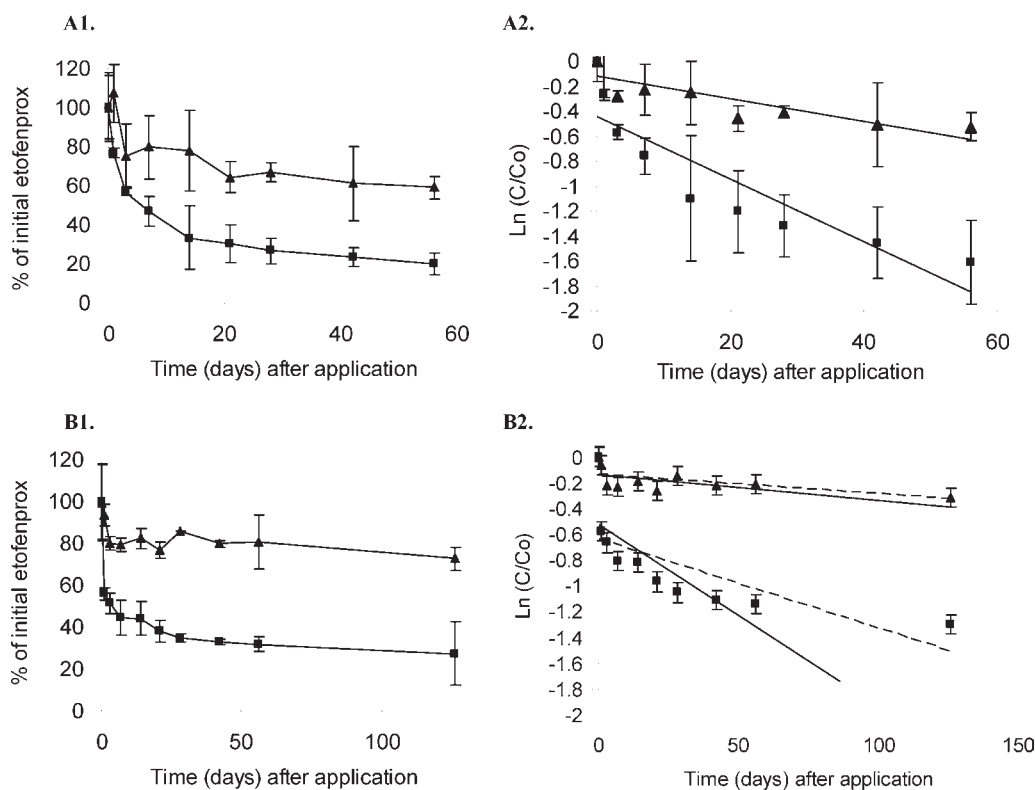 A1.
% of initial etofenprox
120
100
80
60
40
20
0
0 20 40 60
Time (days) after application
A2.
Ln (C/Co)
0
-0.2
-0.4
-0.6
-0.8
-1
-1.2
-1.4
-1.6
-1.8
-2
0 20 40 60
Time (days) after application
B1.
% of initial etofenprox
120
100
80
60
40
20
0
0 50 100
Time (days) after application
B2.
Ln (C/Co)
0
-0.2
-0.4
-0.6
-0.8
-1
-1.2
-1.4
-1.6
-1.8
-2
0 50 100 150
Time (days) after application